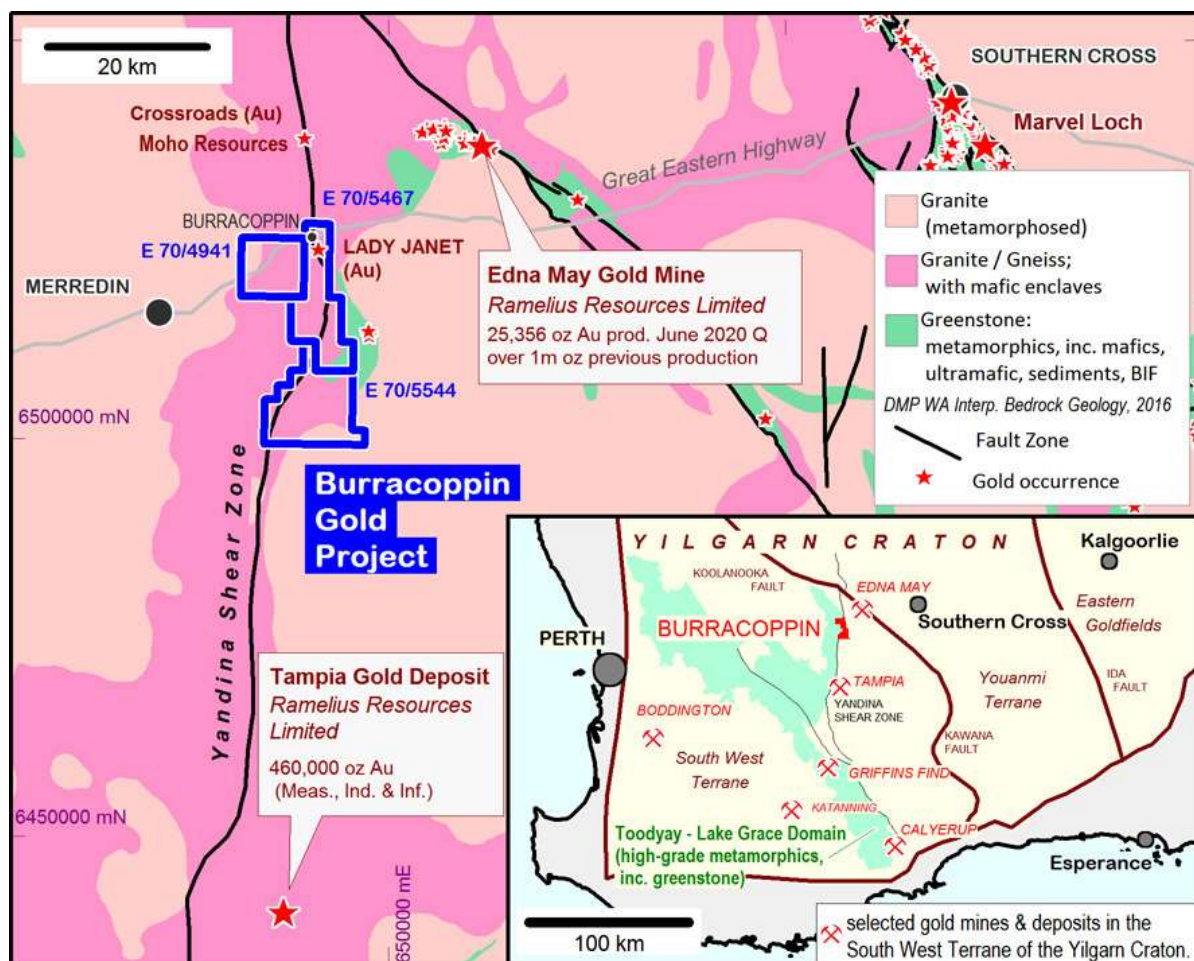 20 km
SOUTHERN CROSS
Crossroads (Au)
Moho Resources
Marvel Loch
Great Eastern Highway
E 70/5467
BURRACOPPIN
E 70/4941
LADY JANET
(Au)
MERREDIN
Edna May Gold Mine
Ramelius Resources Limited
25,356 oz Au prod. June 2020 Q
over 1m oz previous production
Granite
(metamorphosed)
Granite / Gneiss;
with mafic enclaves
Greenstone:
metamorphics, inc. mafics,
ultramafic, sediments, BIF
DMP WA Interp. Bedrock Geology, 2016
Fault Zone
Gold occurrence
E 70/5544
6500000 mN
Burracoppin
Gold
Project
Yandina Shear Zone
Tampia Gold Deposit
Ramelius Resources
Limited
460,000 oz Au
(Meas., Ind. & Inf.)
6450000 mN
650000 mE
YILGARN CRATON
Kalgoorlie
KOOLANOOKA
FAULT
EDNA MAY
Southern Cross
Eastern
Goldfields
BURRACOPPIN
PERTH
TAMPIA
Youanmi
Terrane
IDA
FAULT
YANDINA
SHEAR ZONE
BODDINGTON
KAWANA
FAULT
South West
Terrane
GRIFFINS FIND
KATANNING
Toodyay - Lake Grace Domain
(high-grade metamorphics,
inc. greenstone)
CALYERUP
Esperance
100 km
selected gold mines & deposits in the
South West Terrane of the Yilgarn Craton.